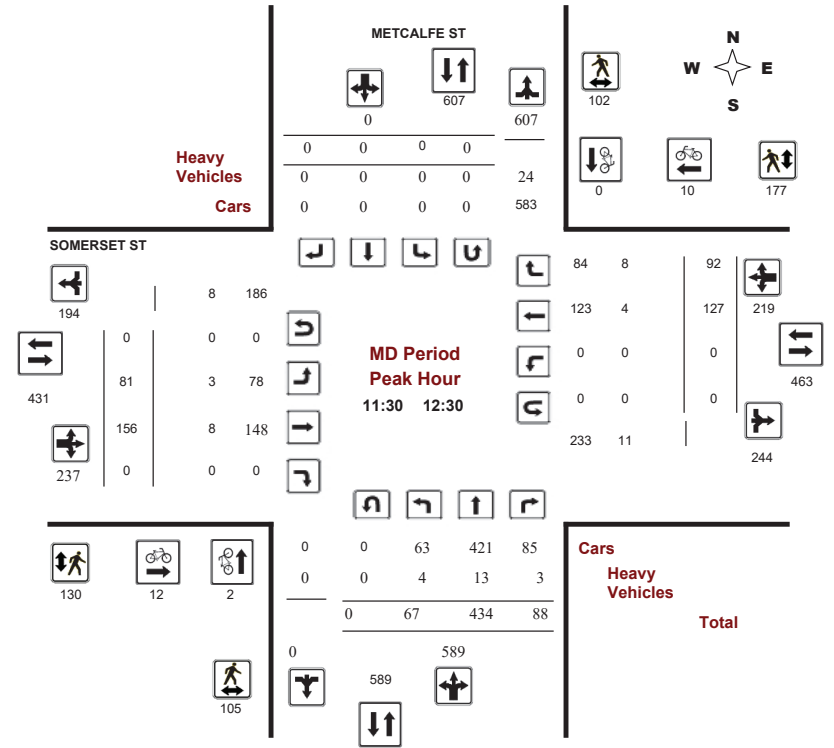 METCALFE ST
N
W E
S
607
102
0 607
0 0 0 0
Heavy
Vehicles
0 0 0 0 24
Cars
0 0 0 0 583
0 10 177
SOMERSET ST
194
8 186
84 8 92
219
0 0 0
123 4 127
431
81 3 78
MD Period
Peak Hour
11:30 12:30
0 0 0
463
156 8 148
0 0 0
237
0 0 0
233 11
244
0 0 63 421 85
Cars
0 0 4 13 3
Heavy
Vehicles
130 12 2
0 67 434 88
Total
0 589
589
105